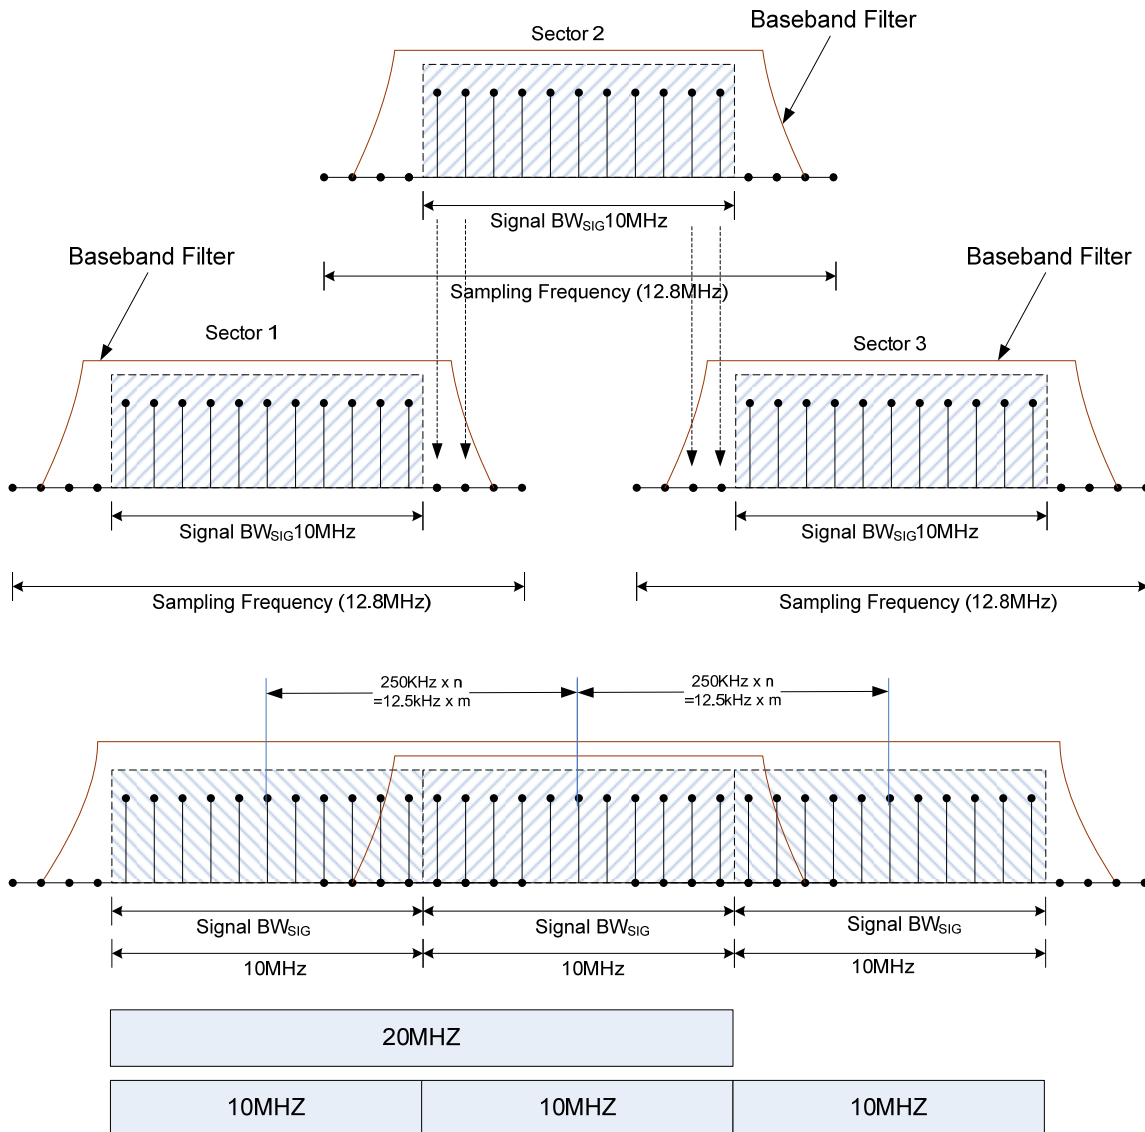 Sector 2
Baseband Filter
Signal BWSIG10MHz
Baseband Filter
Baseband Filter
Sampling Frequency (12.8MHz)
Sector 1
Sector 3
Signal BWSIG10MHz
Signal BWSIG10MHz
Sampling Frequency (12.8MHz)
Sampling Frequency (12.8MHz)
250KHz x n
=12.5kHz x m
250KHz x n
=12.5kHz x m
Signal BWSIG
Signal BWSIG
Signal BWSIG
10MHz
10MHz
10MHz
20MHZ
10MHZ
10MHZ
10MHZ